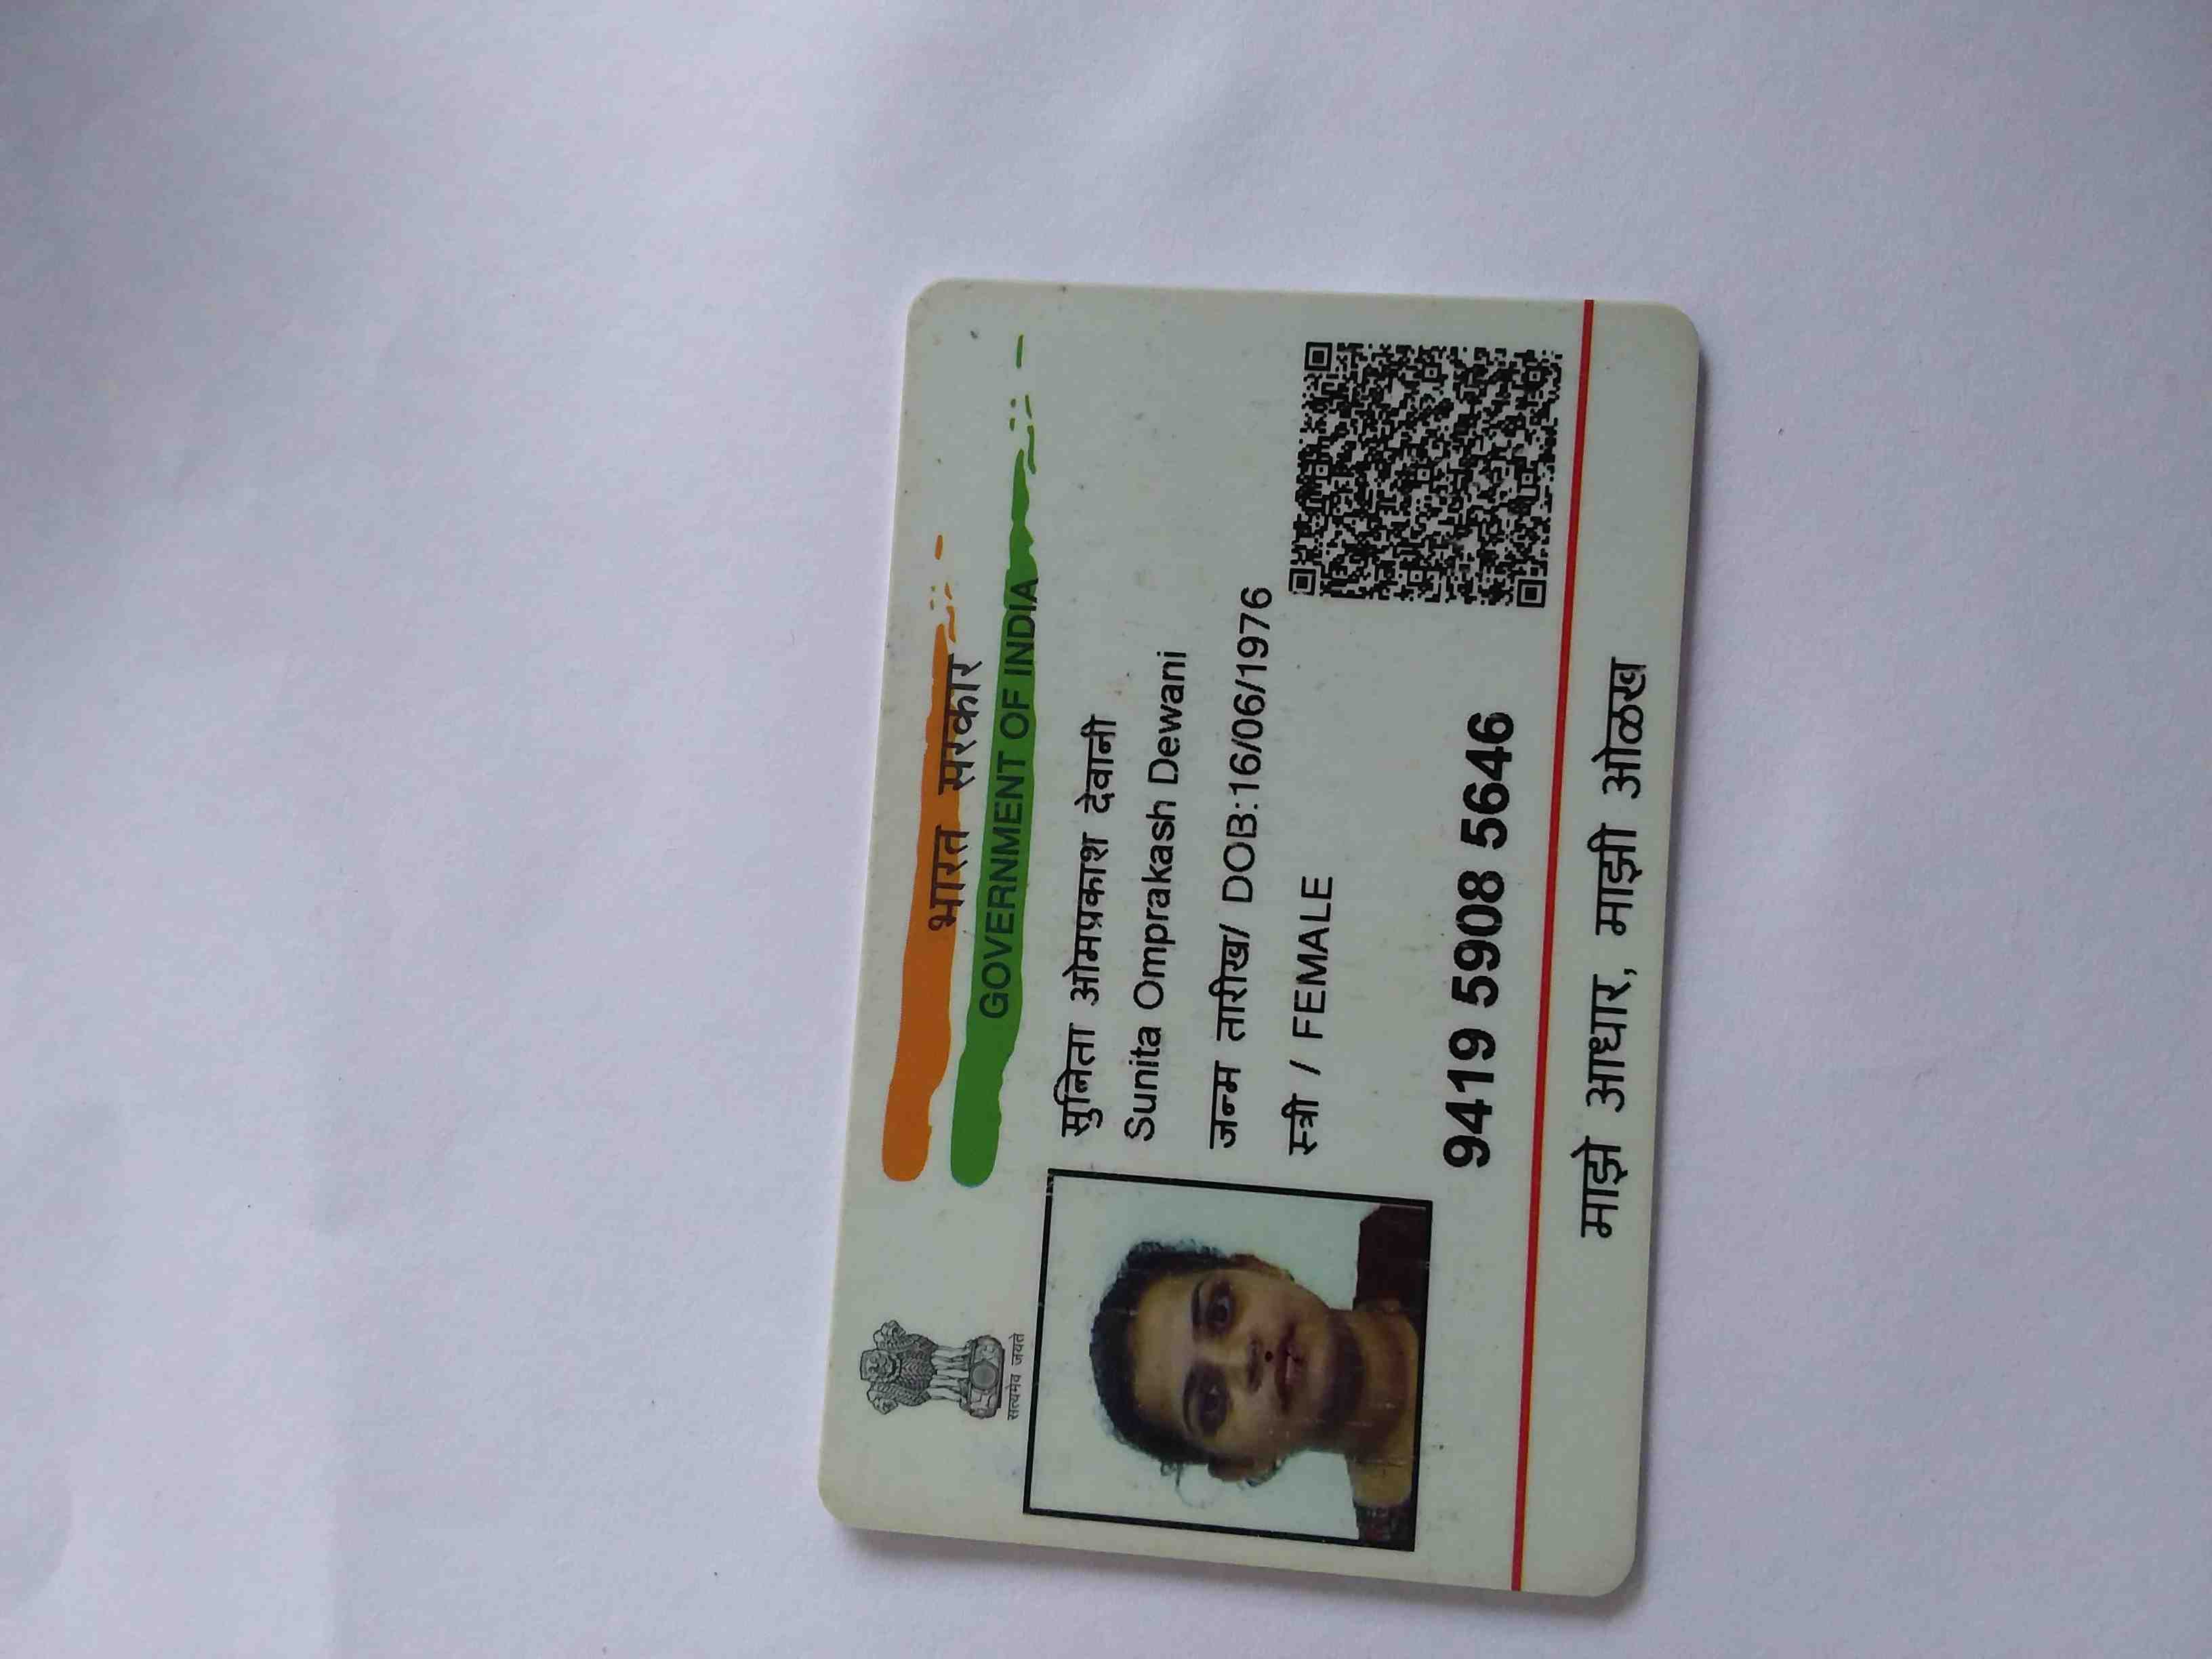 भारत सरकार
GOVERNMENT OF INDIA
सत्यमेव जयते
सुनिता ओमप्रकाश देवानी
Sunita Omprakash Dewani
जन्म तारीख/ DOB:16/06/1976
स्त्री / FEMALE
9419 5908 5646
माझे आधार, माझी ओळख